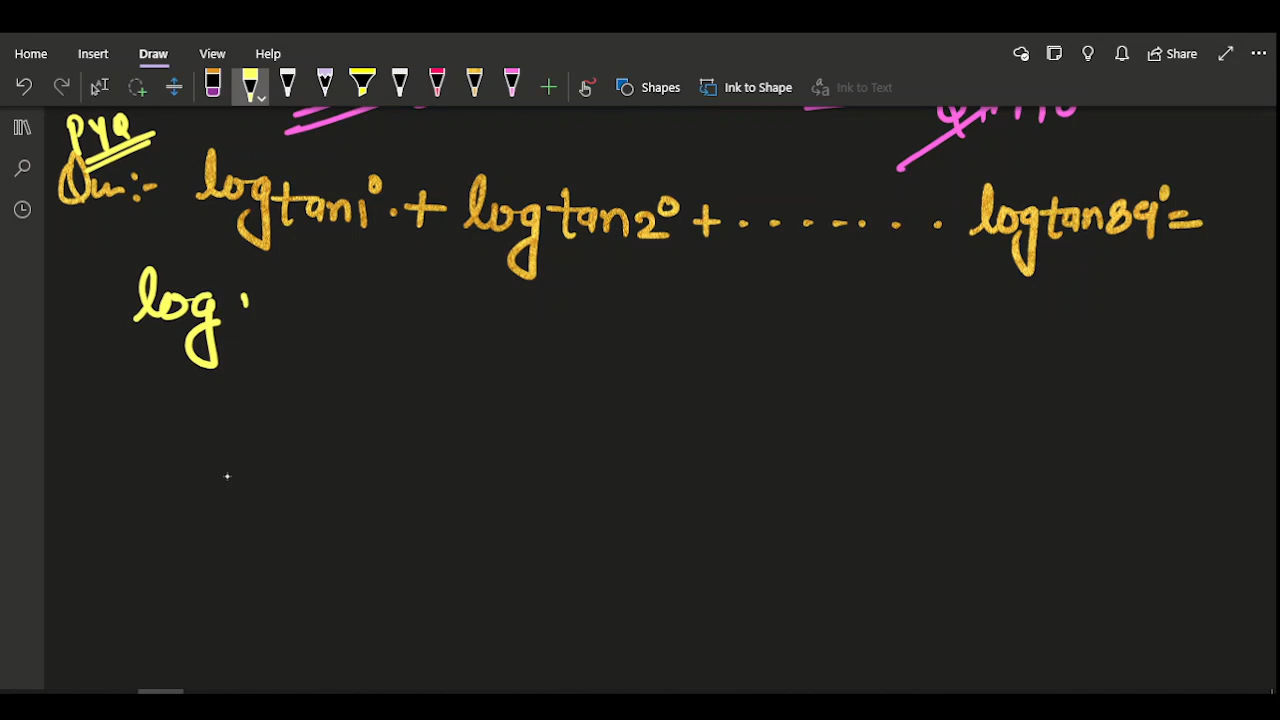 Home Insert Draw View Help Share
Shapes Ink to Shape Ink to Text
PYQ
Qu:- log tan1° + log tan2° + . . . . . . . . log tan89° =
log